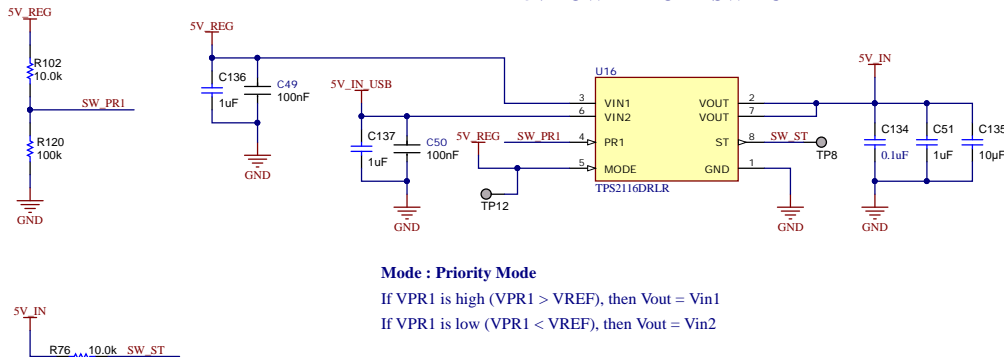 5V_REG
R102
10.0k
SW_PR1
R120
100k
GND
5V_REG
C136
1uF
C49
100nF
GND
5V_IN_USB
C137
1uF
C50
100nF
GND
5V_REG
SW_PR1
TP12
U16
3 VIN1 VOUT 2
6 VIN2 VOUT 7
4 PR1 ST 8
5 MODE GND 1
TPS2116DRLR
SW_ST
TP8
GND
5V_IN
C134
0.1uF
C51
1uF
C135
10µF
GND
Mode : Priority Mode
If VPR1 is high (VPR1 > VREF), then Vout = Vin1
If VPR1 is low (VPR1 < VREF), then Vout = Vin2
5V_IN
R76 10.0k SW_ST